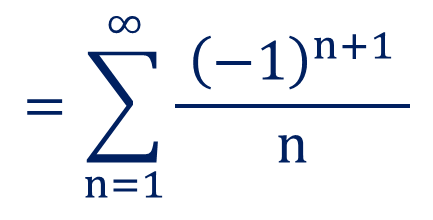 = ∑_{n=1}^{∞} (−1)^{n+1} / n